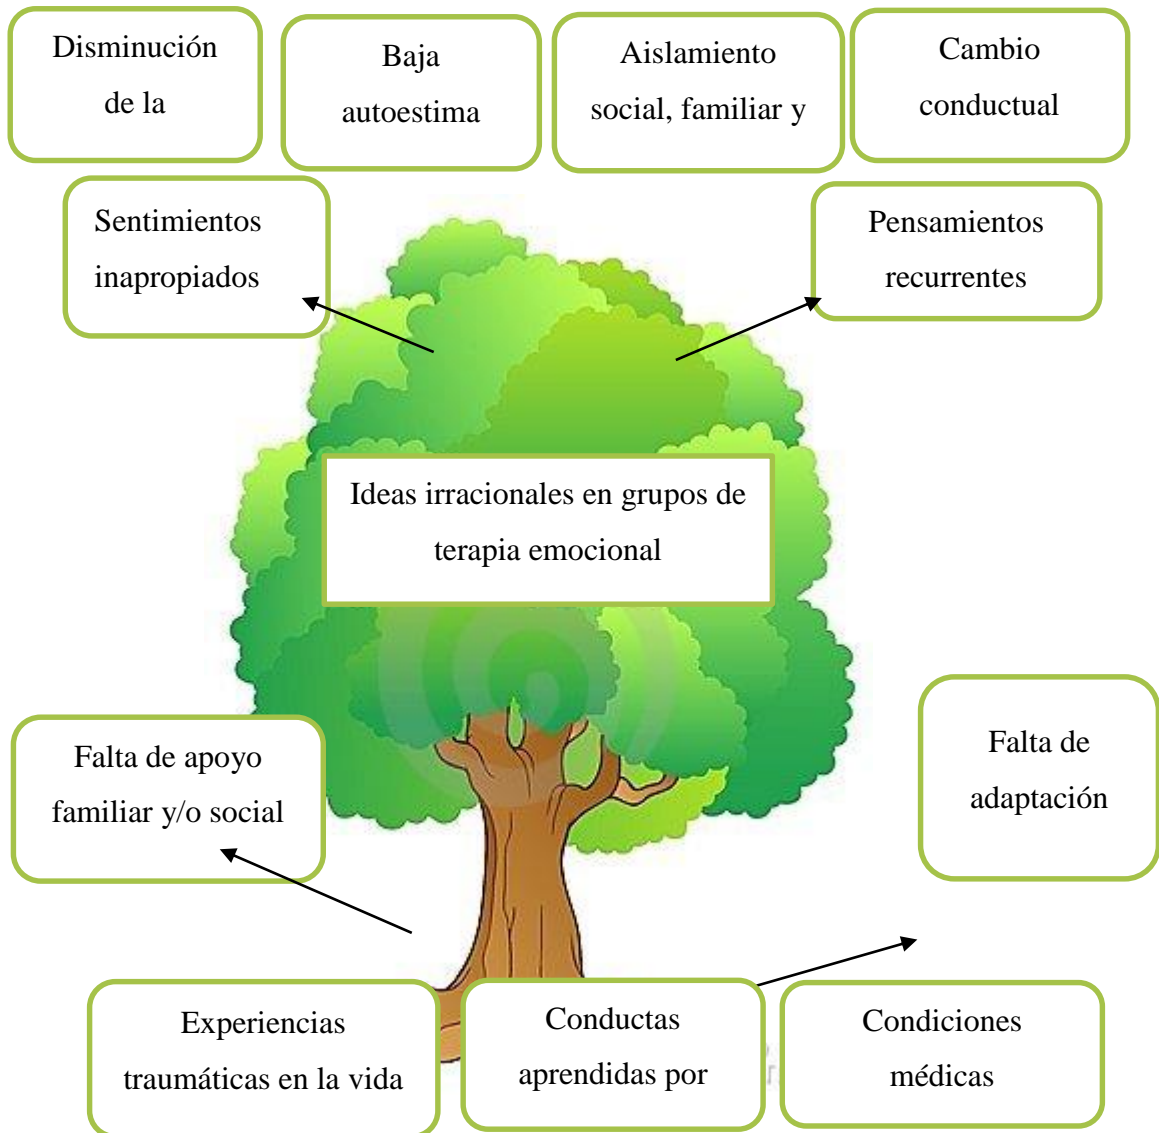 Disminución
de la
Baja
autoestima
Aislamiento
social, familiar y
Cambio
conductual
Sentimientos
inapropiados
Pensamientos
recurrentes
Ideas irracionales en grupos de
terapia emocional
Falta de apoyo
familiar y/o social
Falta de
adaptación
Experiencias
traumáticas en la vida
Conductas
aprendidas por
Condiciones
médicas